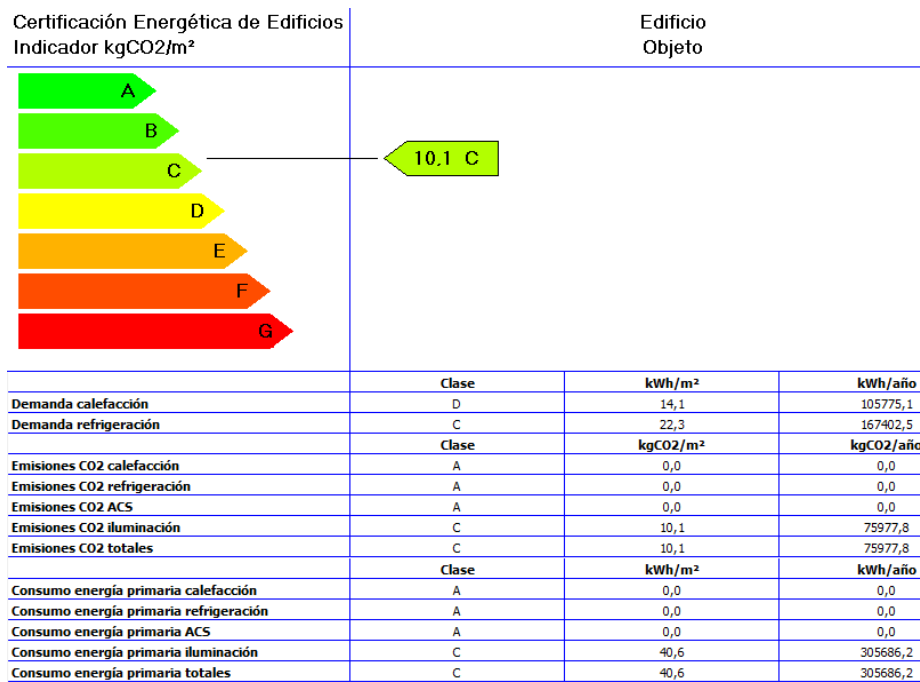 Certificación Energética de Edificios
Indicador kgCO2/m²
Edificio
Objeto
A
B
10,1 C
C
D
E
F
G
Clase kWh/m² kWh/año
Demanda calefacción D 14,1 105775,1
Demanda refrigeración C 22,3 167402,5
Clase kgCO2/m² kgCO2/año
Emisiones CO2 calefacción A 0,0 0,0
Emisiones CO2 refrigeración A 0,0 0,0
Emisiones CO2 ACS A 0,0 0,0
Emisiones CO2 iluminación C 10,1 75977,8
Emisiones CO2 totales C 10,1 75977,8
Clase kWh/m² kWh/año
Consumo energía primaria calefacción A 0,0 0,0
Consumo energía primaria refrigeración A 0,0 0,0
Consumo energía primaria ACS A 0,0 0,0
Consumo energía primaria iluminación C 40,6 305686,2
Consumo energía primaria totales C 40,6 305686,2